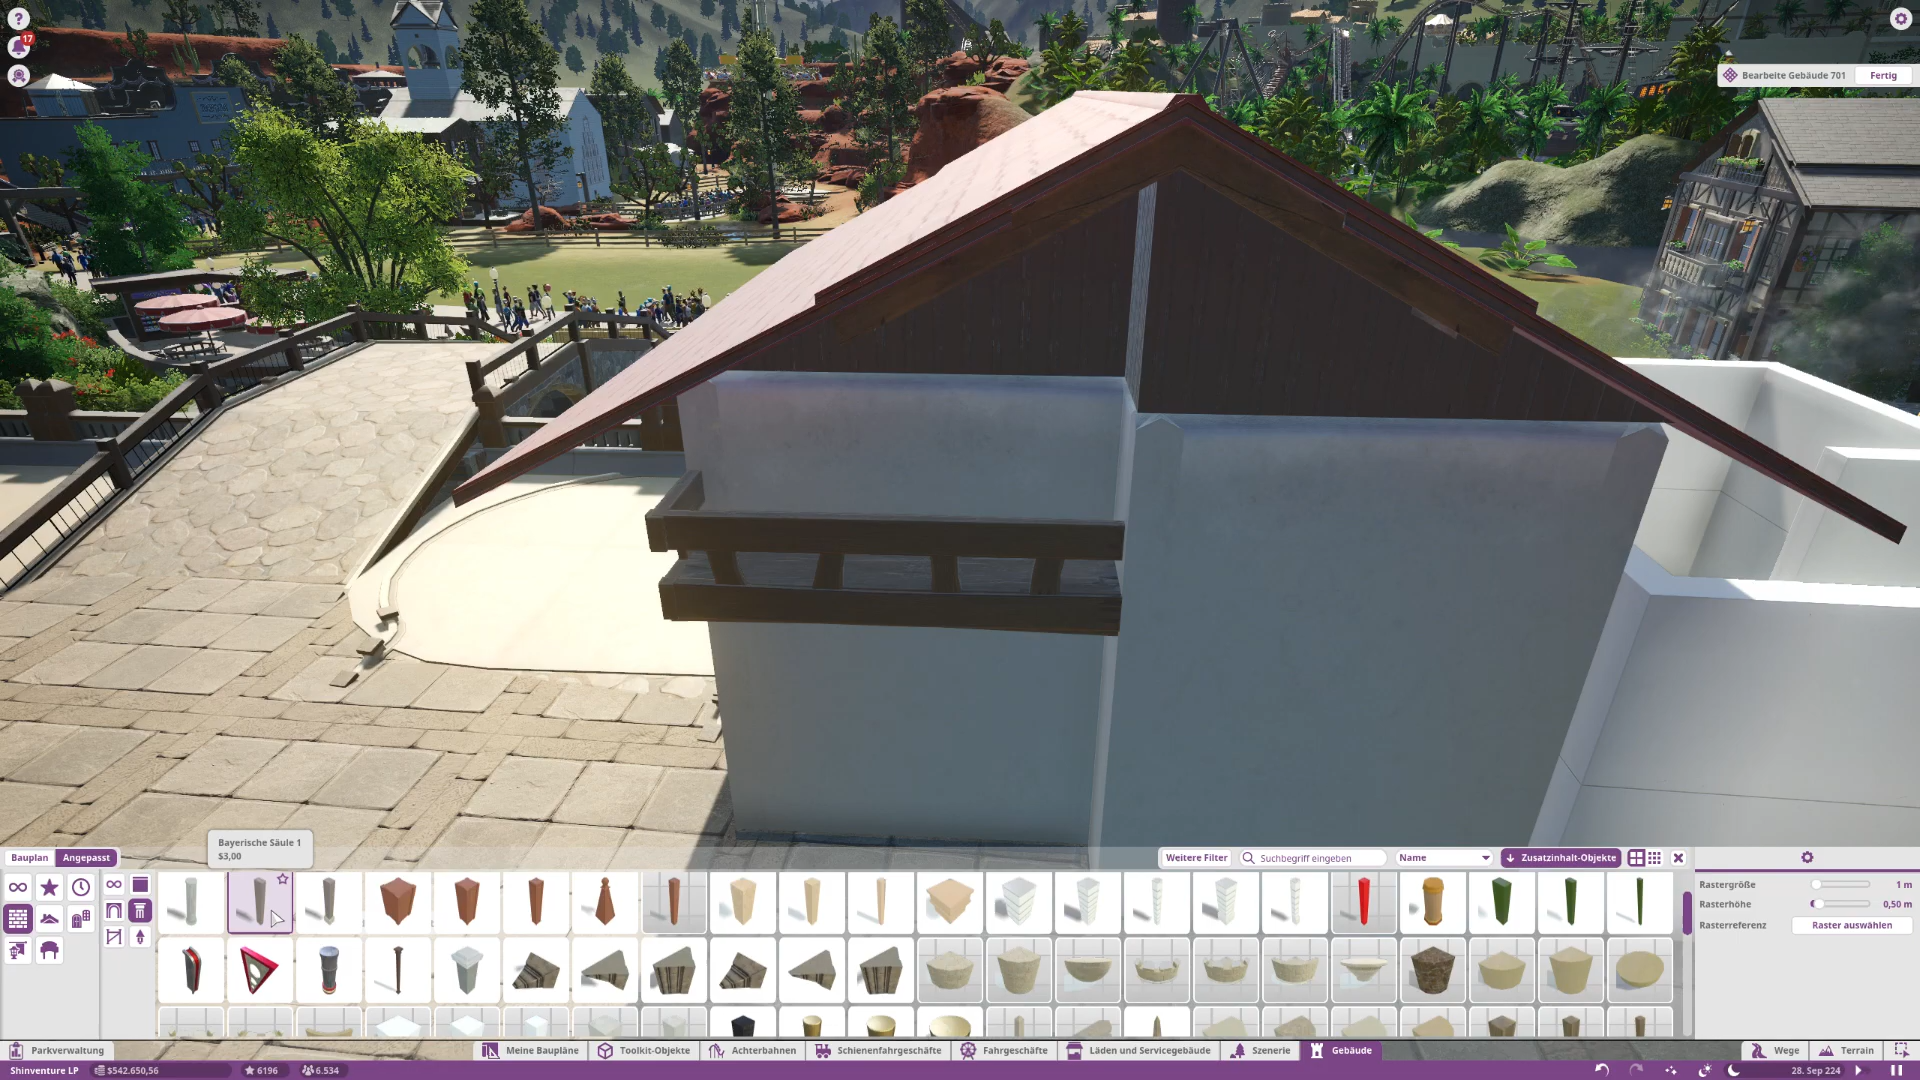 17
Bearbeite Gebäude 701
Fertig
Bayerische Säule 1
$3,00
Bauplan
Angepasst
Weitere Filter
Suchbegriff eingeben
Name
Zusatzinhalt-Objekte
Rastergröße
1 m
Rasterhöhe
0,50 m
Rasterreferenz
Raster auswählen
Parkverwaltung
Meine Baupläne
Toolkit-Objekte
Achterbahnen
Schienenfahrgeschäfte
Fahrgeschäfte
Läden und Servicegebäude
Szenerie
Gebäude
Wege
Terrain
Shinventure LP
$542.650,56
6196
6.534
28. Sep 224